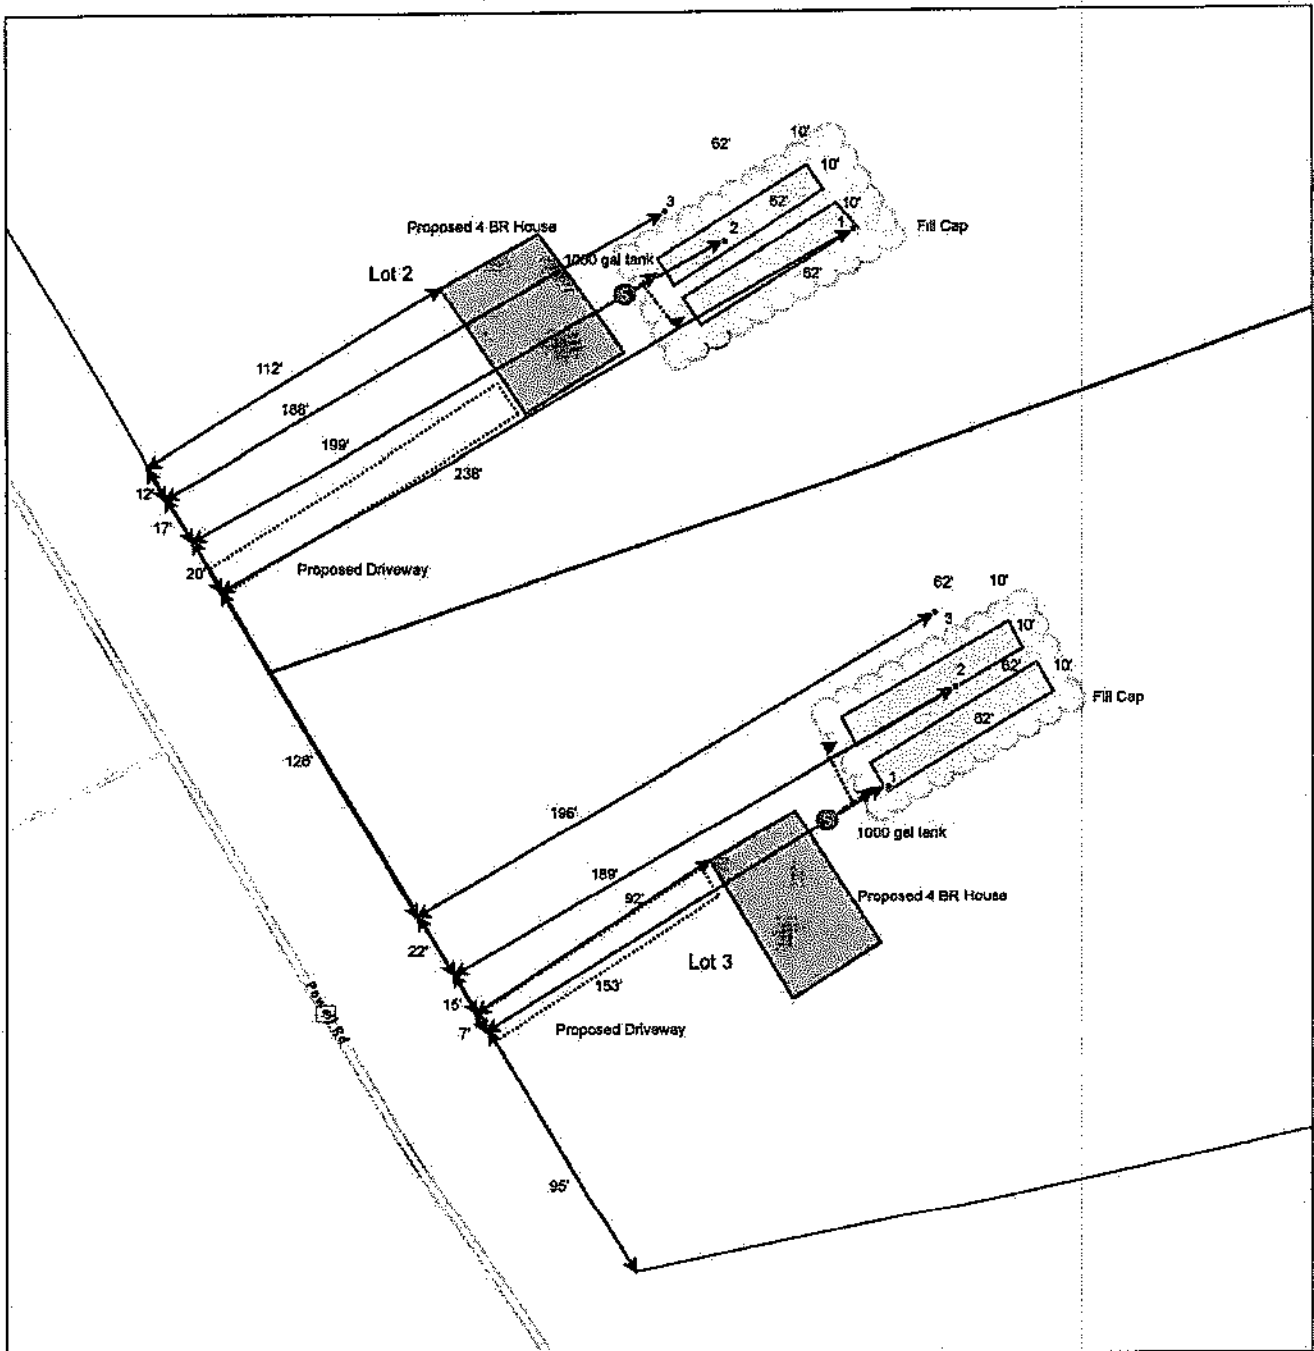 10'
62'
10'
3
62'
10'
Proposed 4 BR House
2
1
Fill Cap
1000 gal tank
Lot 2
62'
S
112'
188'
199'
238'
12'
17'
20'
Proposed Driveway
62'
10'
3
10'
2
62'
10'
Fill Cap
62'
126'
1
196'
S
1000 gal tank
189'
92'
Proposed 4 BR House
22'
Lot 3
153'
15'
7'
Proposed Driveway
Powell Rd
95'